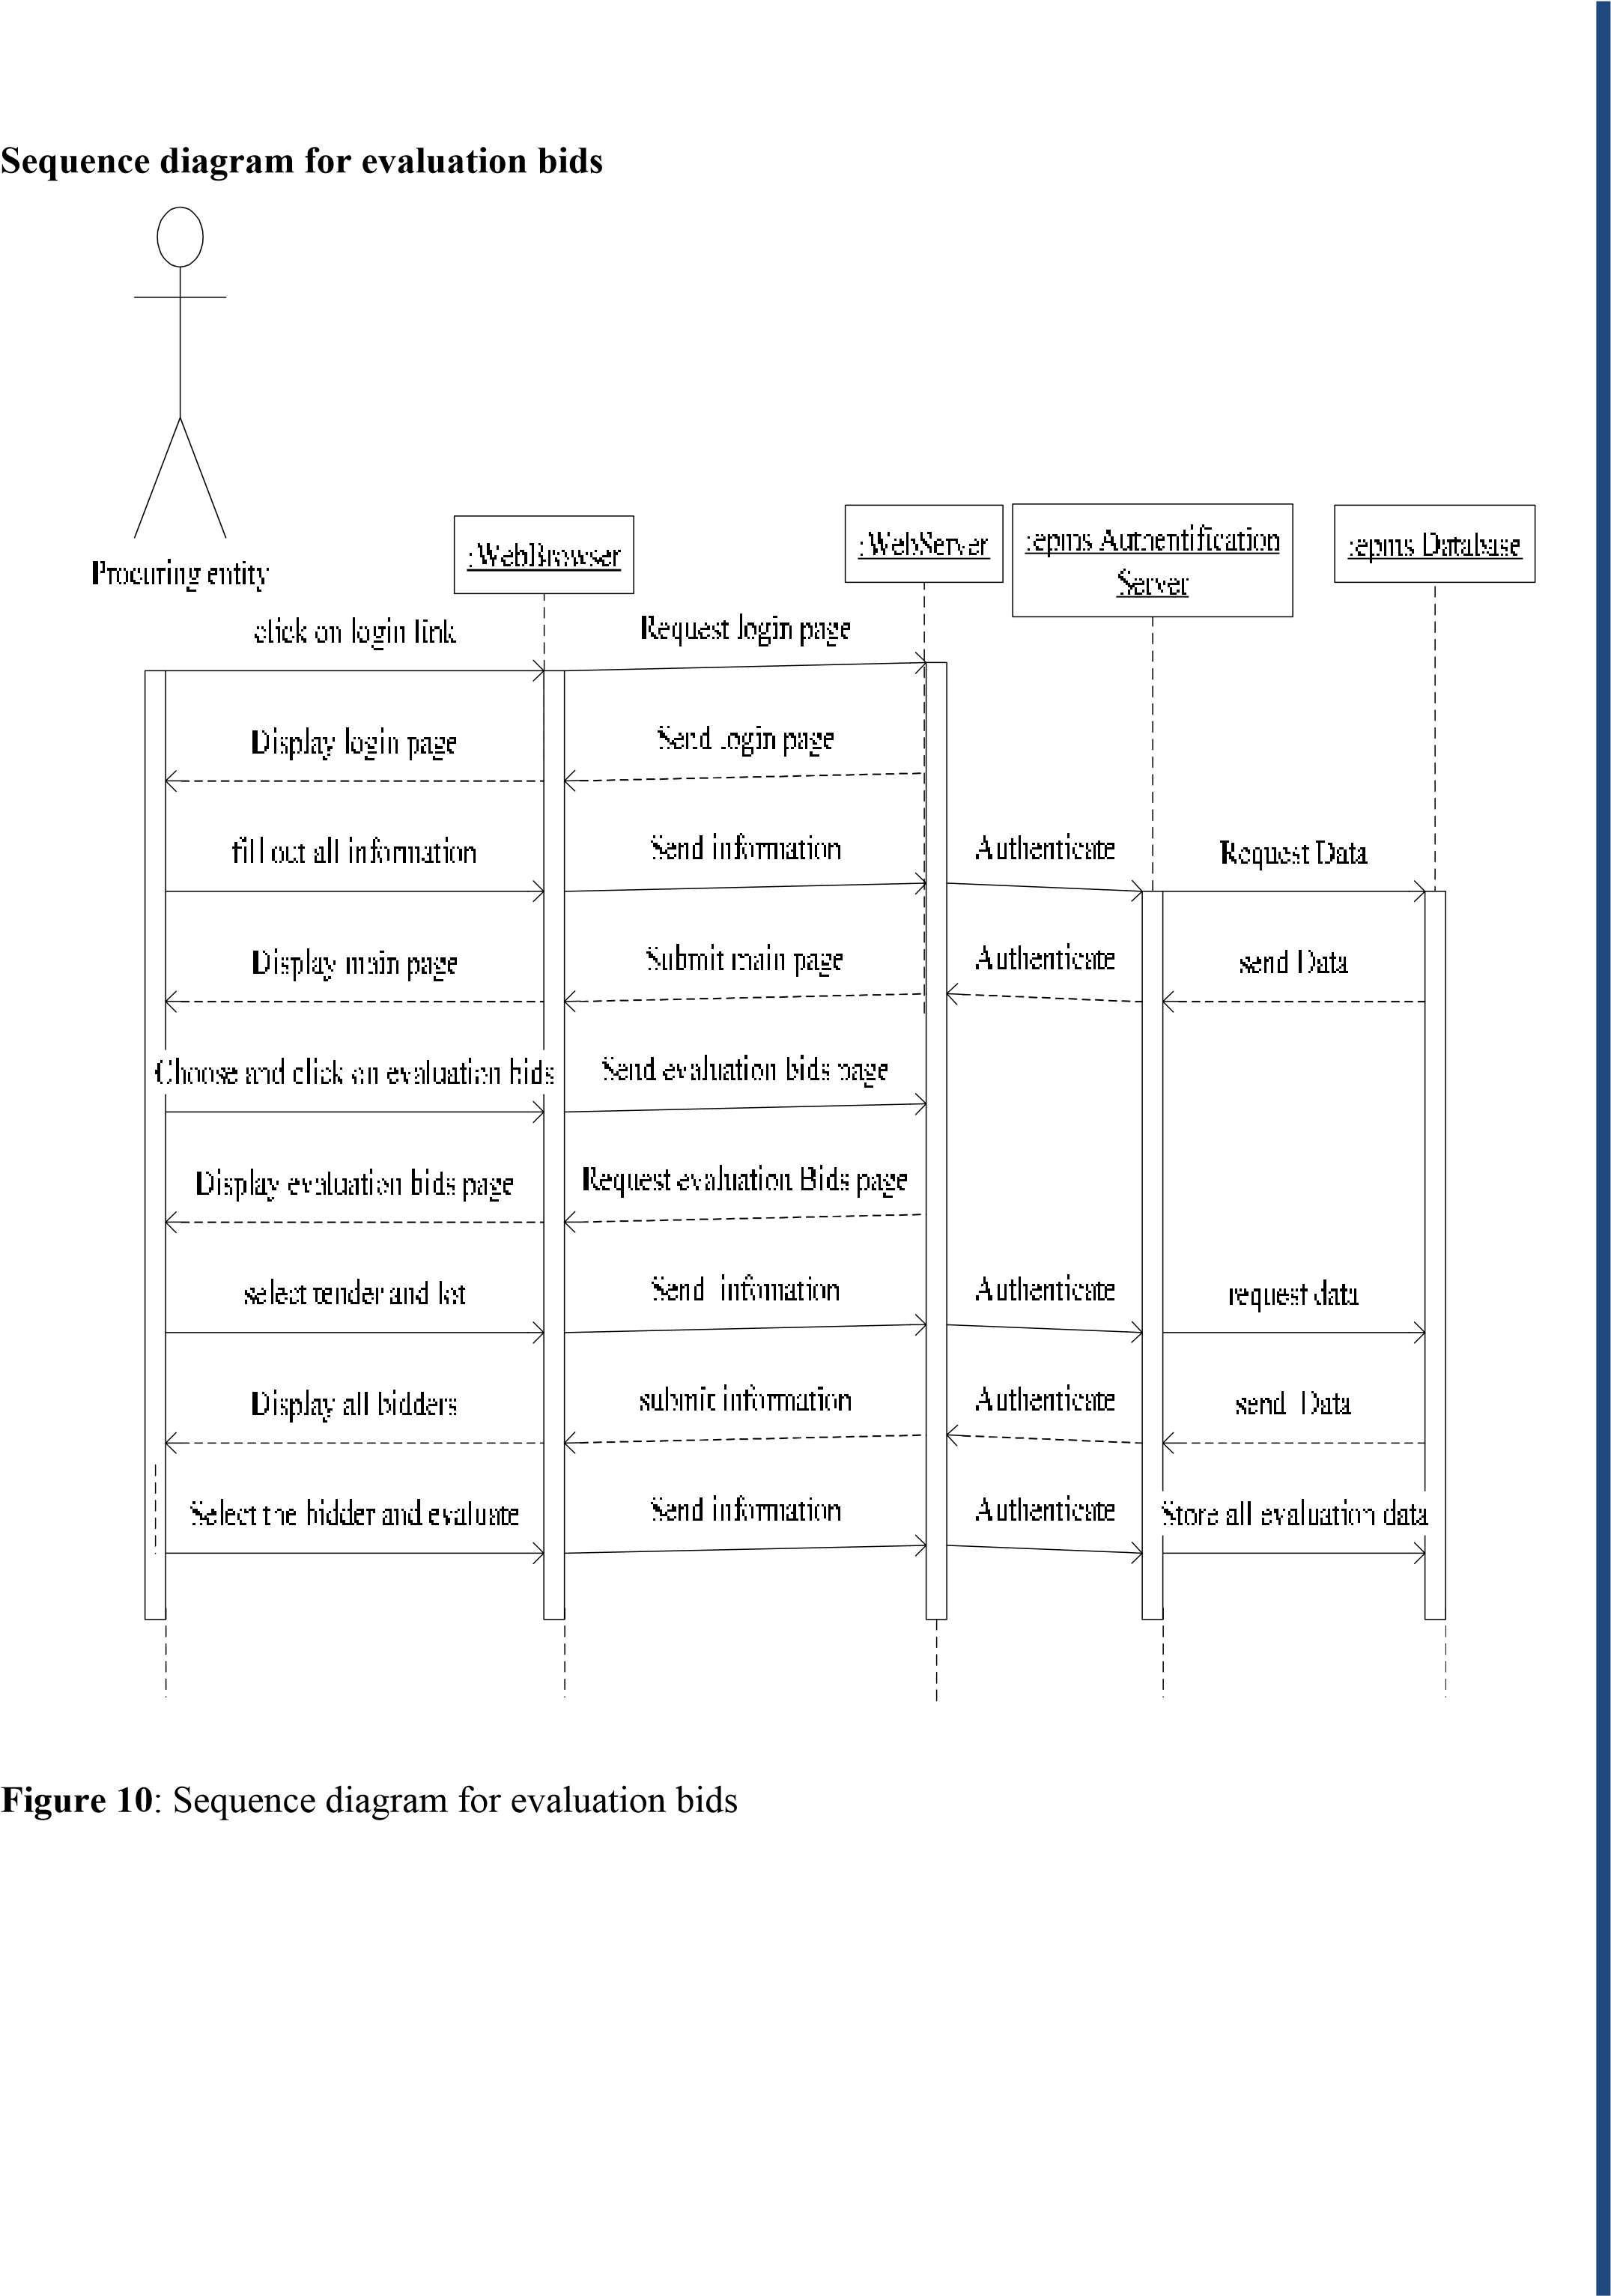 Sequence diagram for evaluation bids
Procuring entity
:WebBrowser
:WebServer
:epms Authentification
Server
:epms Database
click on login link
Request login page
Display login page
Send login page
fill out all information
Send information
Authenticate
Request Data
Display main page
Submit main page
Authenticate
send Data
Choose and click on evaluation bids
Send evaluation bids page
Display evaluation bids page
Request evaluation Bids page
select tender and lot
Send infomation
Authenticate
request data
Display all bidders
submit information
Authenticate
send Data
Select the bidder and evaluate
Send information
Authenticate
Store all evaluation data
Figure 10: Sequence diagram for evaluation bids